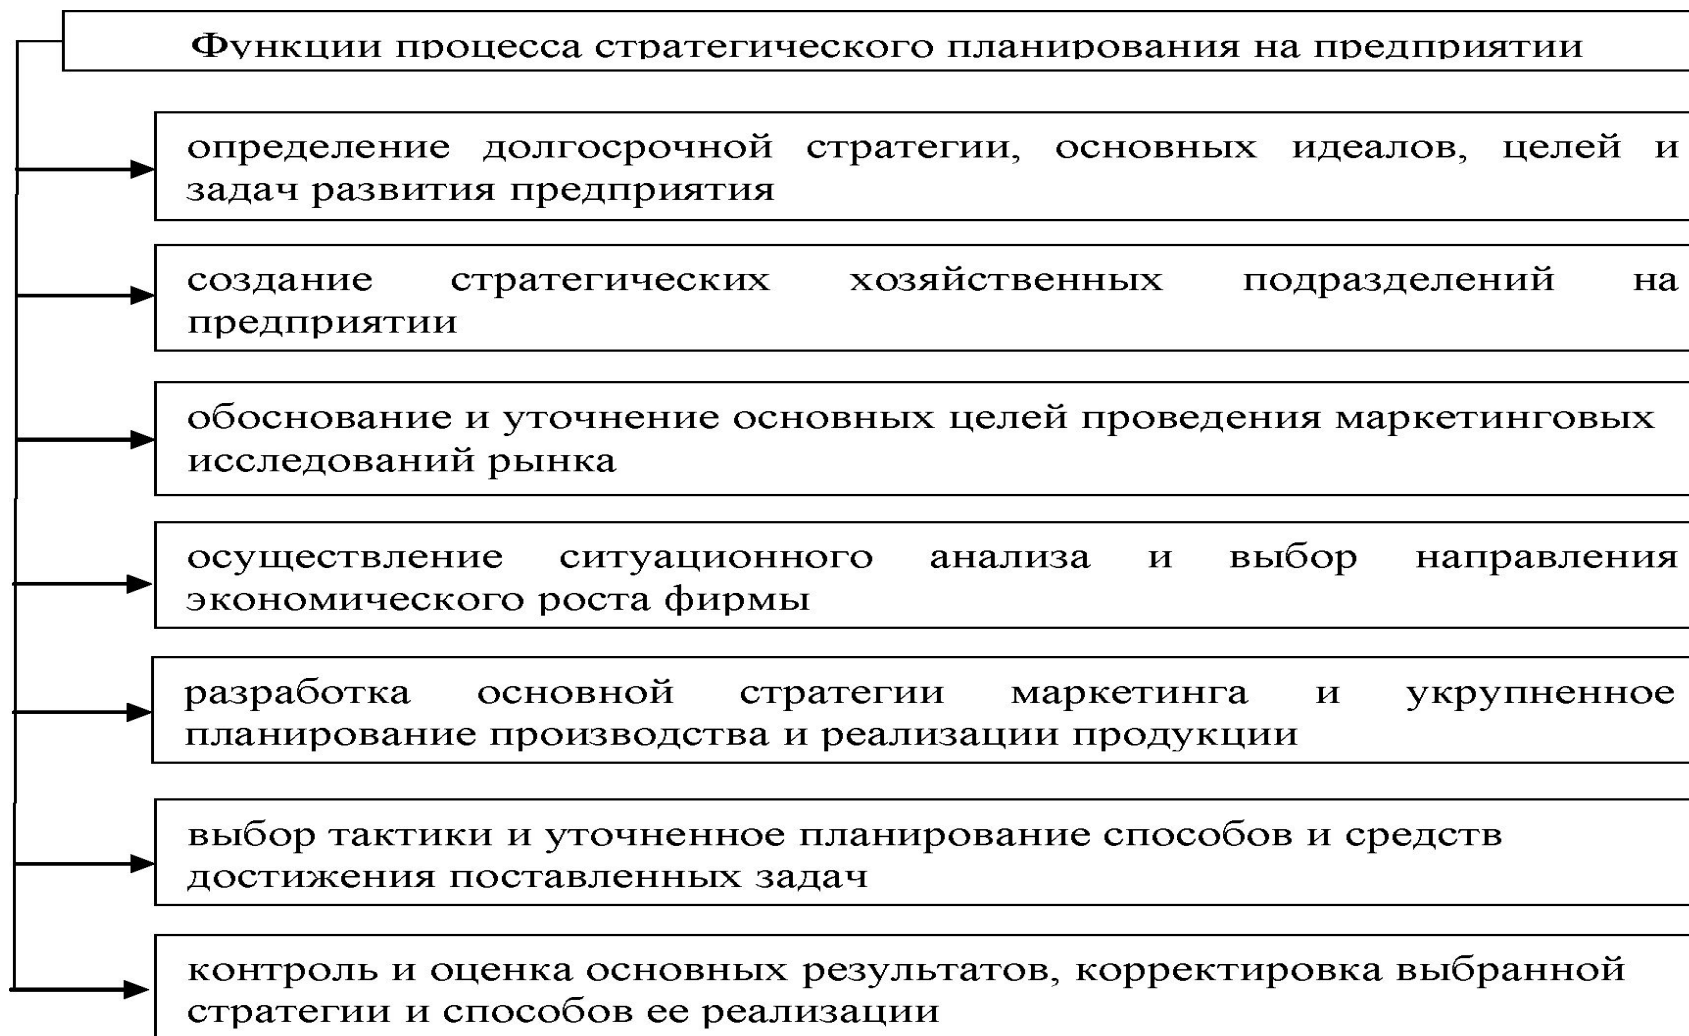 Функции процесса стратегического планирования на предприятии
определение долгосрочной стратегии, основных идеалов, целей и
задач развития предприятия
создание стратегических хозяйственных подразделений на
предприятии
обоснование и уточнение основных целей проведения маркетинговых
исследований рынка
осуществление ситуационного анализа и выбор направления
экономического роста фирмы
разработка основной стратегии маркетинга и укрупненное
планирование производства и реализации продукции
выбор тактики и уточненное планирование способов и средств
достижения поставленных задач
контроль и оценка основных результатов, корректировка выбранной
стратегии и способов ее реализации